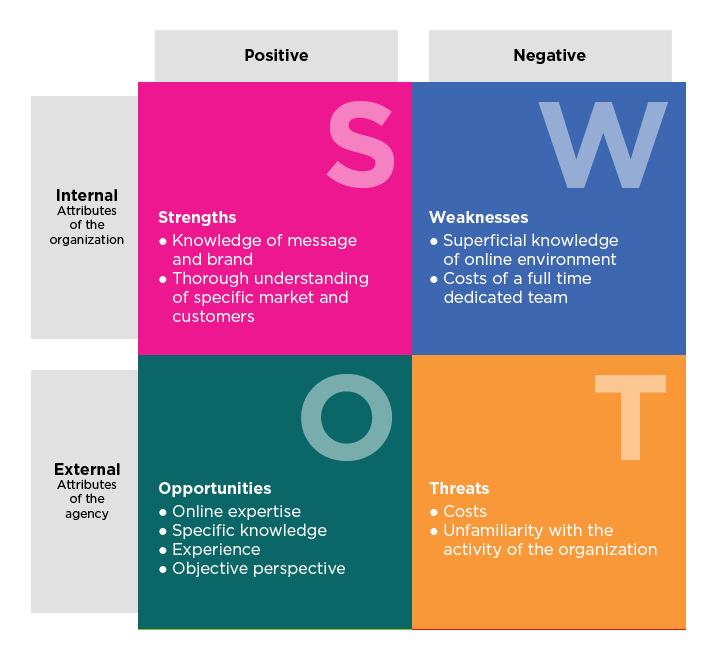 Positive
Negative
Internal
Attributes
of the
organization
S
Strengths
● Knowledge of message
and brand
● Thorough understanding
of specific market and
customers
W
Weaknesses
● Superficial knowledge
of online environment
● Costs of a full time
dedicated team
External
Attributes
of the
agency
O
Opportunities
● Online expertise
● Specific knowledge
● Experience
● Objective perspective
T
Threats
● Costs
● Unfamiliarity with the
activity of the organization